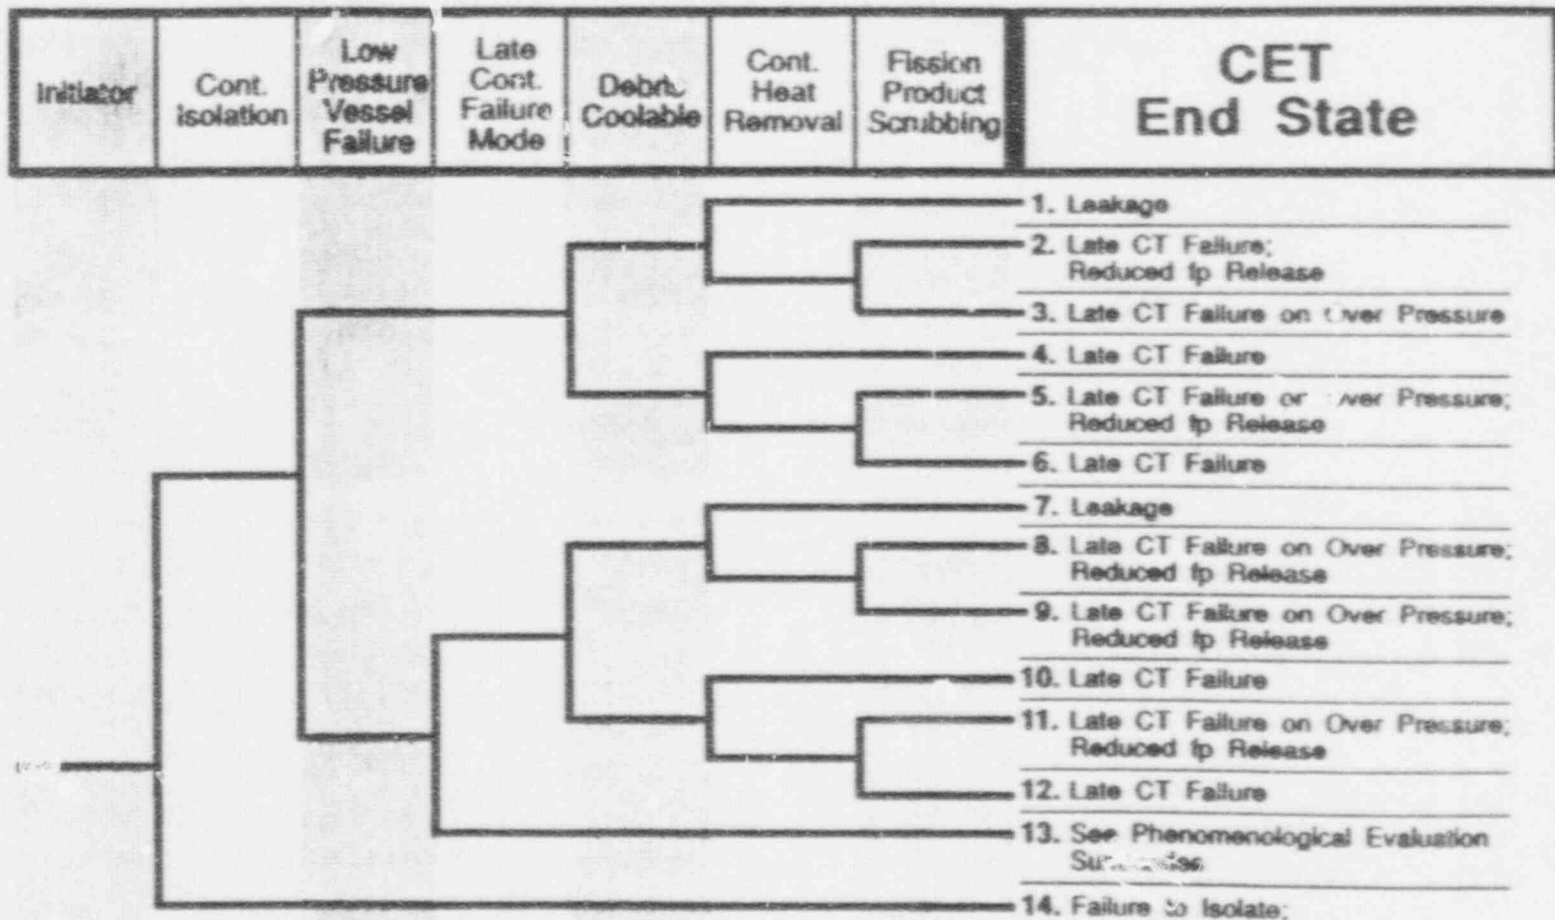 Initiator
Cont.
Isolation
Low
Pressure
Vessel
Failure
Late
Cont.
Failure
Mode
Debris
Coolable
Cont.
Heat
Removal
Fission
Product
Scrubbing
CET
End State
1. Leakage
2. Late CT Failure;
Reduced fp Release
3. Late CT Failure on Over Pressure
4. Late CT Failure
5. Late CT Failure on Over Pressure;
Reduced fp Release
6. Late CT Failure
7. Leakage
8. Late CT Failure on Over Pressure;
Reduced fp Release
9. Late CT Failure on Over Pressure;
Reduced fp Release
10. Late CT Failure
11. Late CT Failure on Over Pressure;
Reduced fp Release
12. Late CT Failure
13. See Phenomenological Evaluation
14. Failure to Isolate;